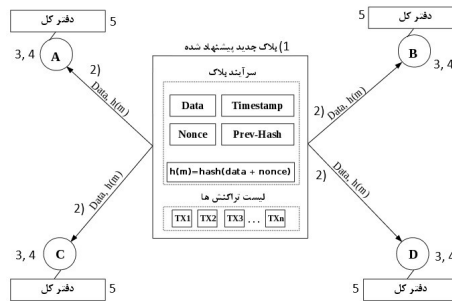 دفتر کل
5
A
3, 4
2)
Data, h(m)
1) بلاک جدید پیشنهاد شده
سرآیند بلاک
Data
Timestamp
Nonce
Prev-Hash
h(m)=hash(data + nonce)
لیست تراکنش ها
TX1 TX2 TX3 ... TXn
5
دفتر کل
B
3, 4
2)
Data, h(m)
2)
Data, h(m)
C
3, 4
دفتر کل
5
2)
Data, h(m)
D
3, 4
دفتر کل
5